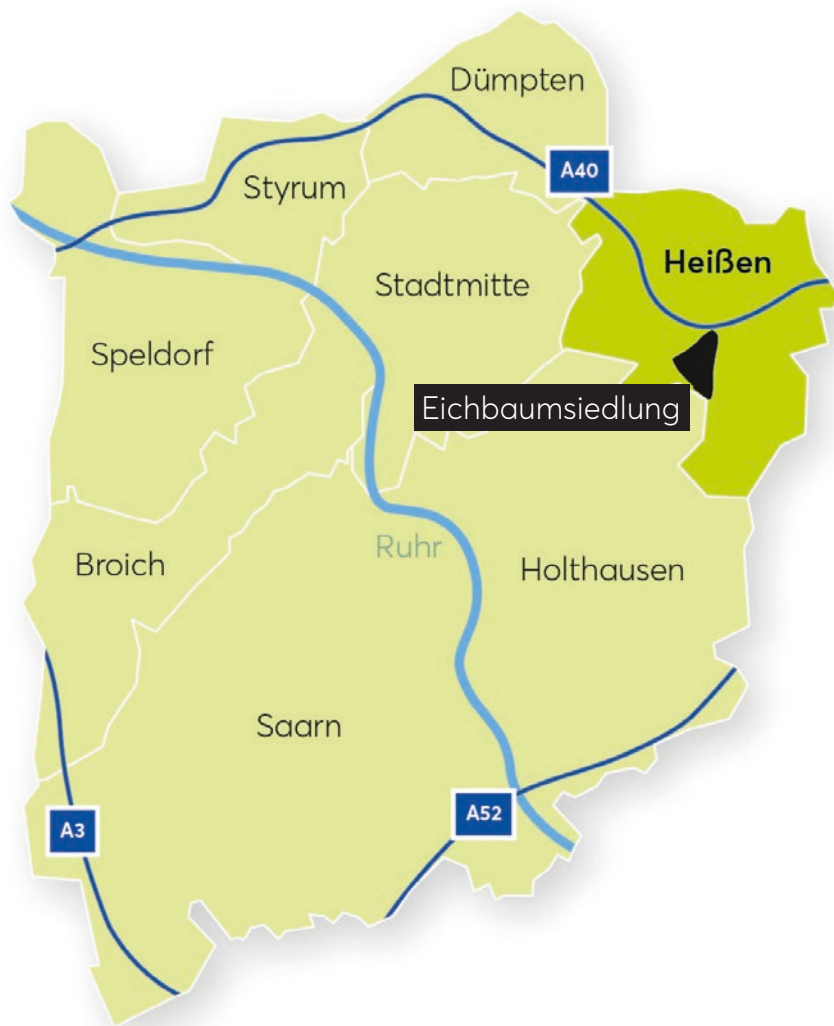 Dümpten
A40
Styrum
Heißen
Stadtmitte
Speldorf
Eichbaumsiedlung
Ruhr
Broich
Holthausen
Saarn
A52
A3